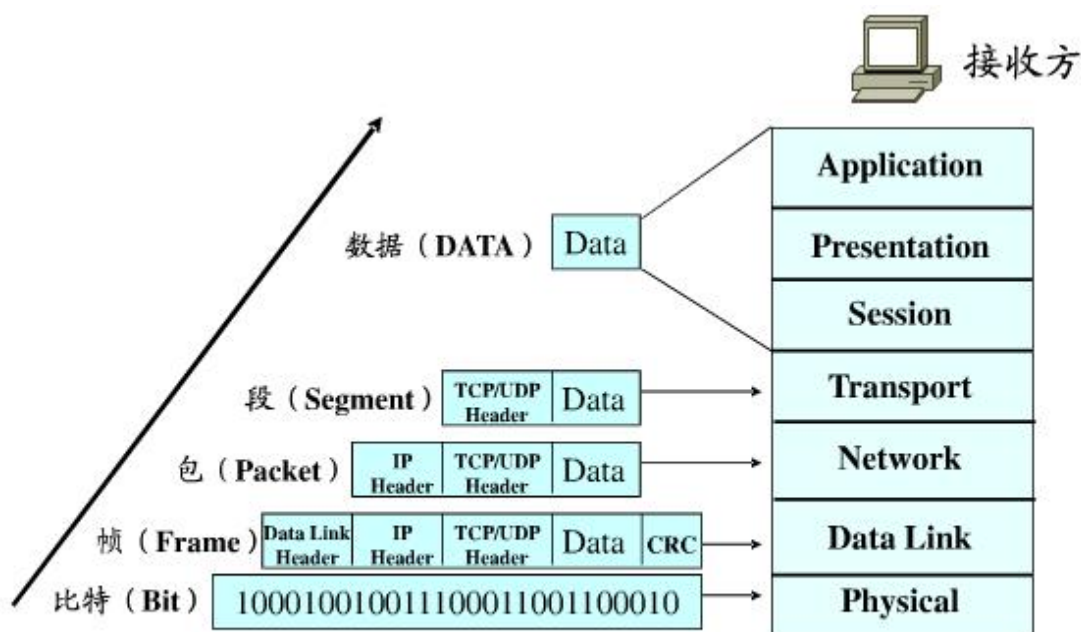 接收方
Application
数据（DATA） Data
Presentation
Session
段（Segment） TCP/UDP Header Data
Transport
包（Packet） IP Header TCP/UDP Header Data
Network
帧（Frame） Data Link Header IP Header TCP/UDP Header Data CRC
Data Link
比特（Bit） 100010010011100011001100010
Physical